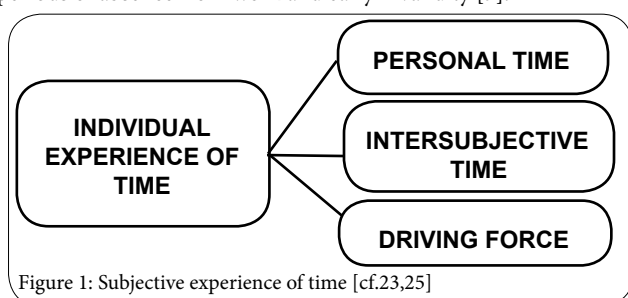 PERSONAL TIME
INDIVIDUAL
EXPERIENCE OF
TIME
INTERSUBJECTIVE
TIME
DRIVING FORCE
Figure 1: Subjective experience of time [cf.23,25]